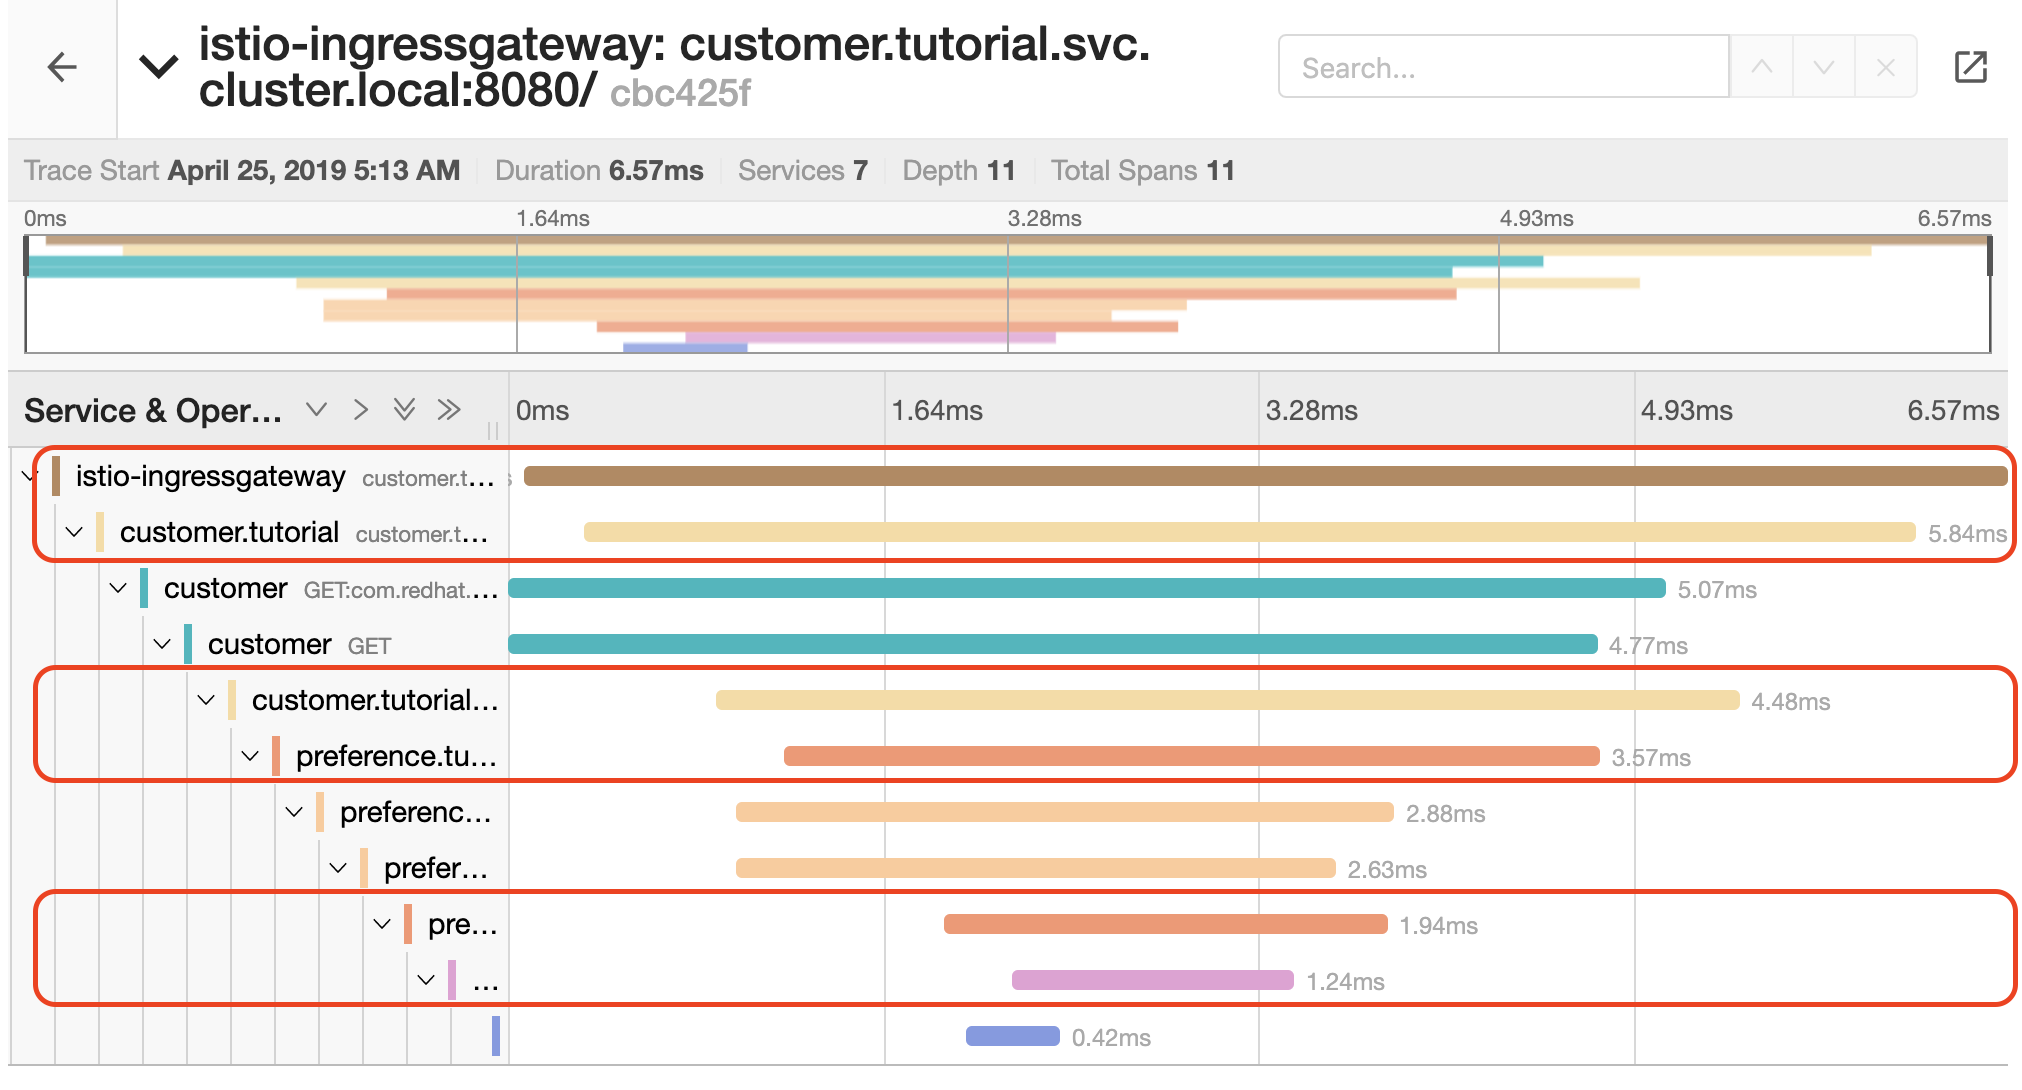 istio-ingressgateway: customer.tutorial.svc.
cluster.local:8080/ cbc425f
Search...
Trace Start April 25, 2019 5:13 AM Duration 6.57ms Services 7 Depth 11 Total Spans 11
0ms 1.64ms 3.28ms 4.93ms 6.57ms
Service & Oper... 0ms 1.64ms 3.28ms 4.93ms 6.57ms
istio-ingressgateway customer.t...
customer.tutorial customer.t... 5.84ms
customer GET:com.redhat.... 5.07ms
customer GET 4.77ms
customer.tutorial... 4.48ms
preference.tu... 3.57ms
preferenc... 2.88ms
prefer... 2.63ms
pre... 1.94ms
... 1.24ms
0.42ms